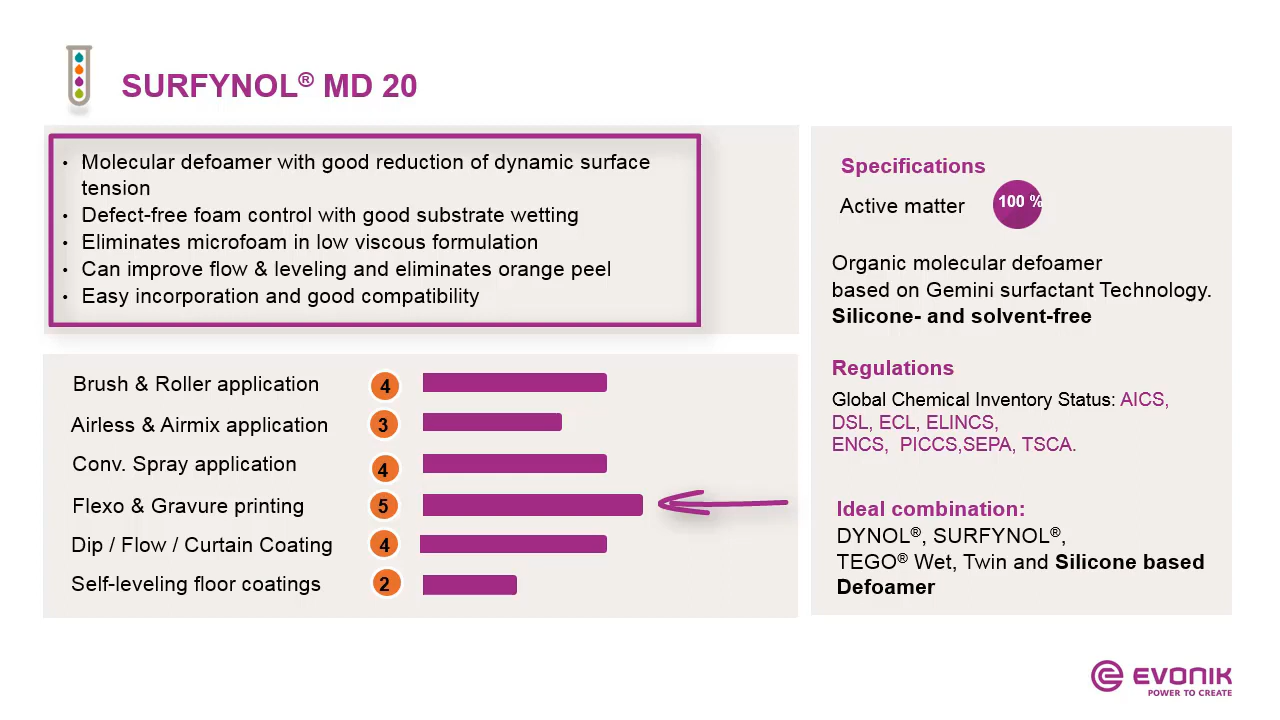 SURFYNOL® MD 20
• Molecular defoamer with good reduction of dynamic surface
tension
• Defect-free foam control with good substrate wetting
• Eliminates microfoam in low viscous formulation
• Can improve flow & leveling and eliminates orange peel
• Easy incorporation and good compatibility
Brush & Roller application 4
Airless & Airmix application 3
Conv. Spray application 4
Flexo & Gravure printing 5
Dip / Flow / Curtain Coating 4
Self-leveling floor coatings 2
Specifications
Active matter 100 %
Organic molecular defoamer
based on Gemini surfactant Technology.
Silicone- and solvent-free
Regulations
Global Chemical Inventory Status: AICS,
DSL, ECL, ELINCS,
ENCS, PICCS,SEPA, TSCA.
Ideal combination:
DYNOL®, SURFYNOL®,
TEGO® Wet, Twin and Silicone based
Defoamer
EVONIK
POWER TO CREATE